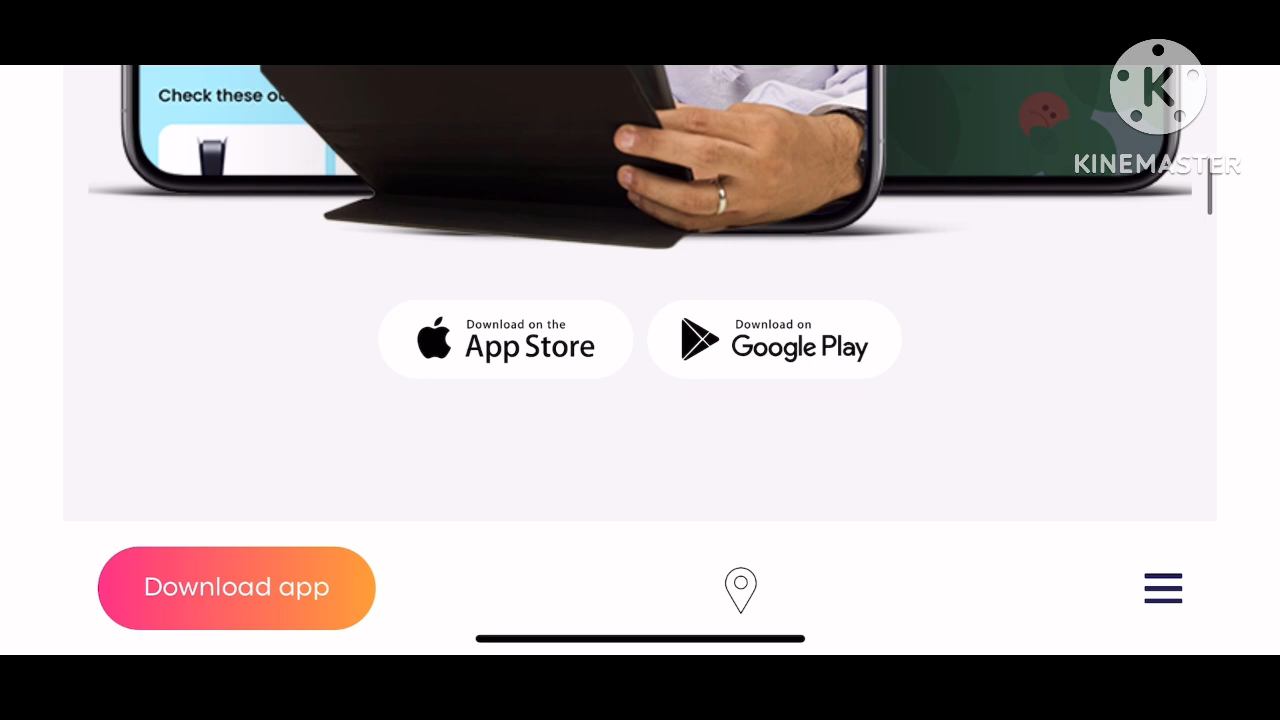 Check these ou
KINEMASTER
Download on the
App Store
Download on
Google Play
Download app